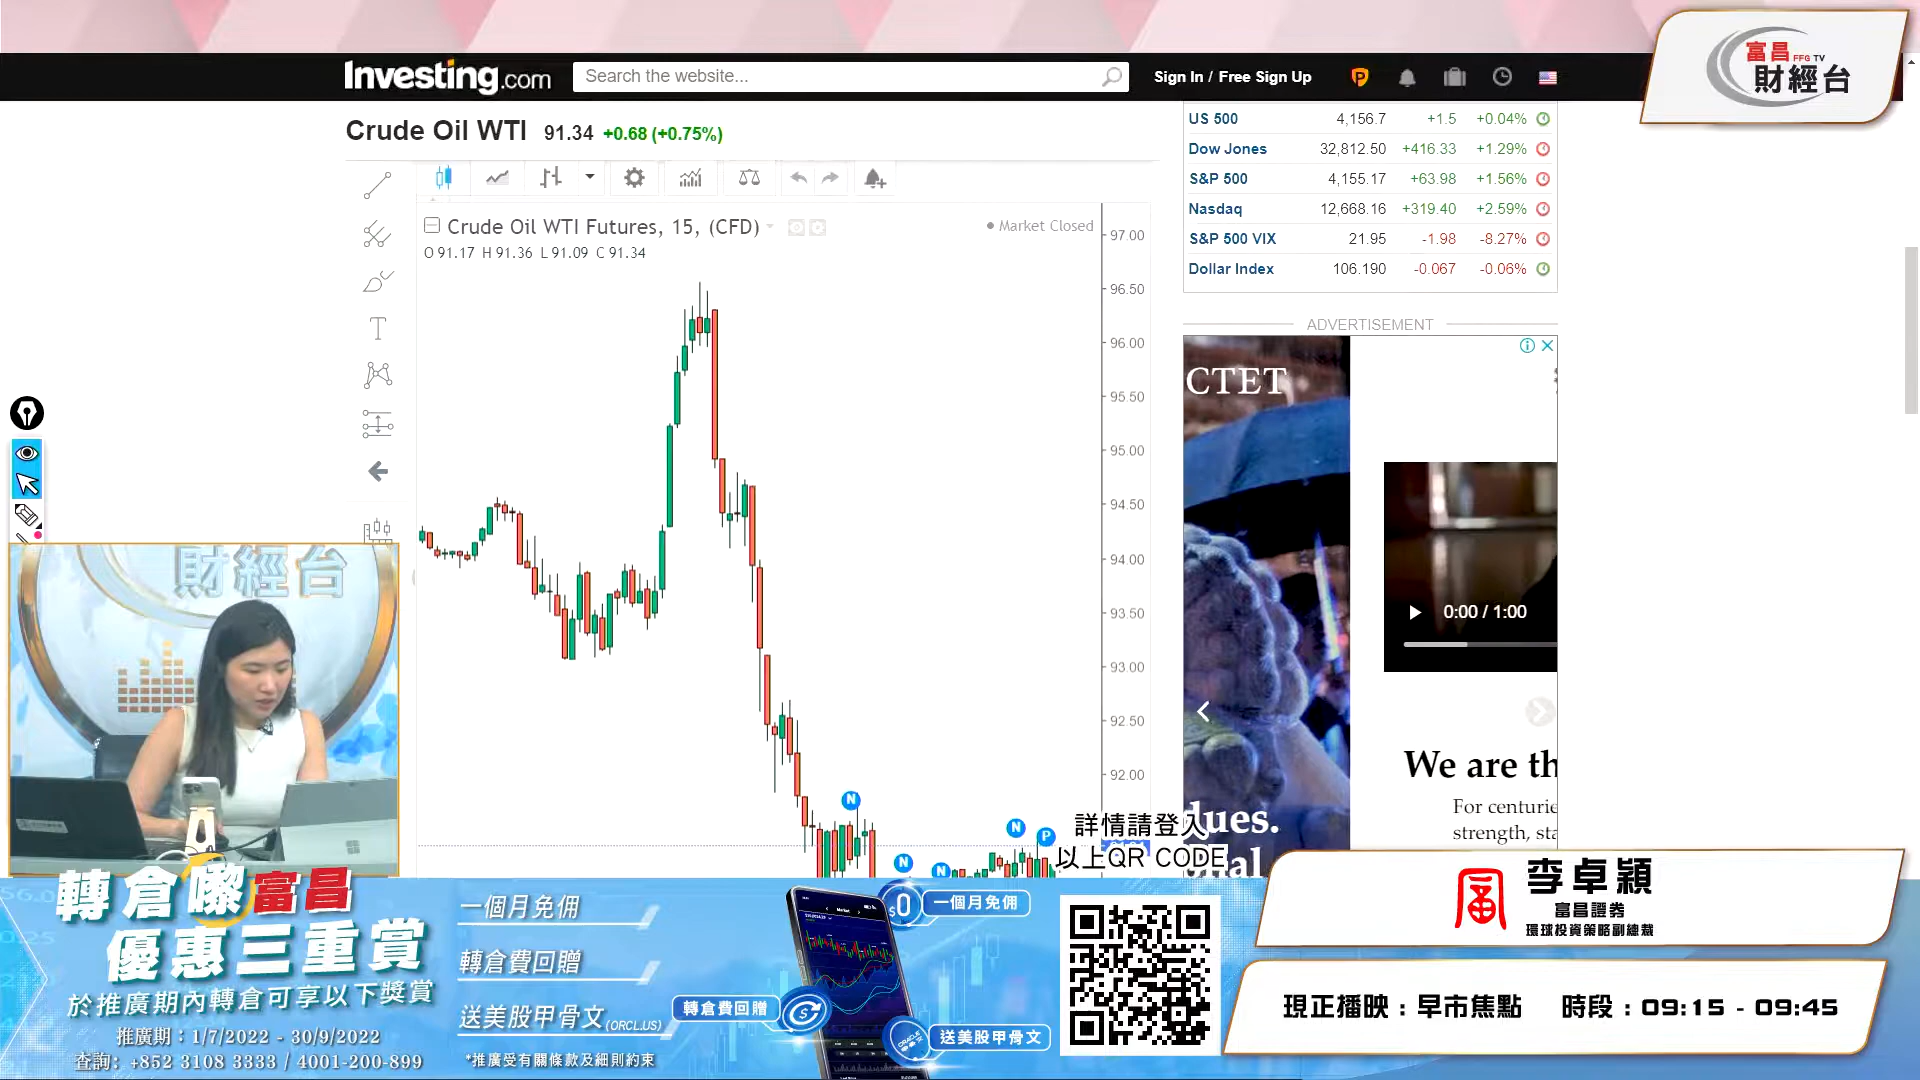 Investing.com
Search the website...
Sign In / Free Sign Up
富昌
FFG TV
財經台
Crude Oil WTI 91.34 +0.68 (+0.75%)
US 500 4,156.7 +1.5 +0.04%
Dow Jones 32,812.50 +416.33 +1.29%
S&P 500 4,155.17 +63.98 +1.56%
Nasdaq 12,668.16 +319.40 +2.59%
S&P 500 VIX 21.95 -1.98 -8.27%
Dollar Index 106.190 -0.067 -0.06%
Crude Oil WTI Futures, 15, (CFD)
Market Closed
O 91.17 H 91.36 L 91.09 C 91.34
97.00
96.50
96.00
95.50
95.00
94.50
94.00
93.50
93.00
92.50
92.00
ADVERTISEMENT
CTET
0:00 / 1:00
We are th
For centurie
strength, sta
lues.
財經台
N
N
P
N
N
詳情請登入
以上QR CODE
轉倉嚟富昌
優惠三重賞
於推廣期內轉倉可享以下獎賞
推廣期：1/7/2022 - 30/9/2022
查詢：+852 3108 3333 / 4001-200-899
一個月免佣
轉倉費回贈
送美股甲骨文(ORCL.US)
*推廣受有關條款及細則約束
$0
一個月免佣
轉倉費回贈
送美股甲骨文
李卓穎
富昌證券
環球投資策略副總裁
現正播映：早市焦點 時段：09:15 - 09:45